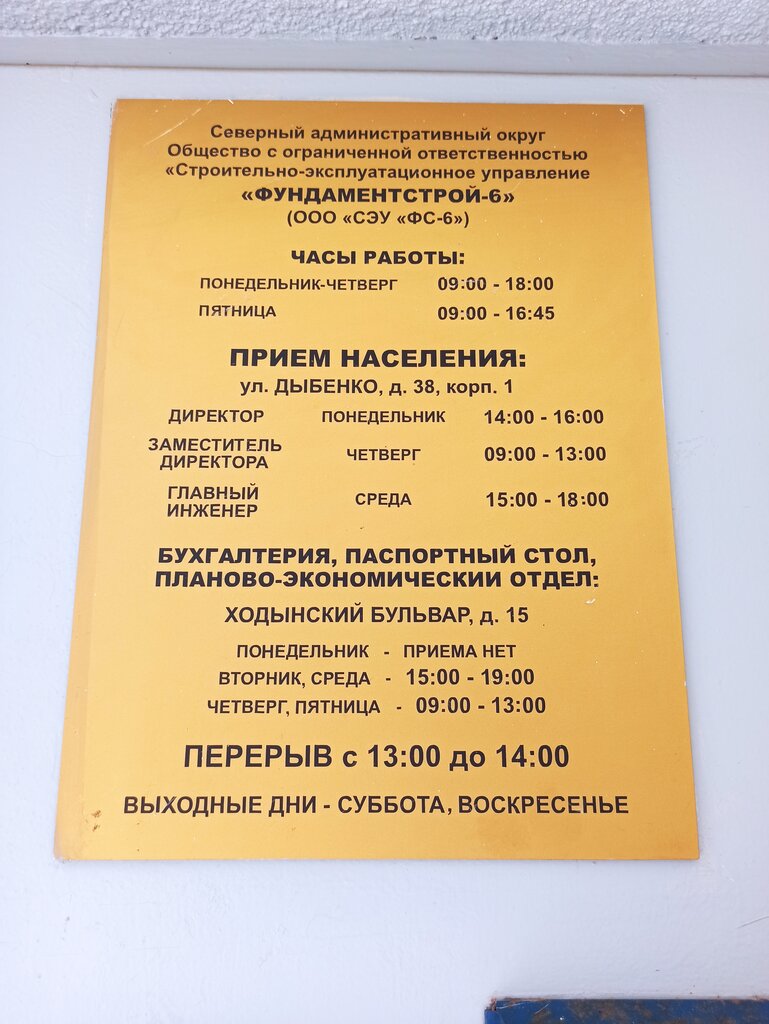 Северный административный округ
Общество с ограниченной ответственностью
«Строительно-эксплуатационное управление
«ФУНДАМЕНТСТРОЙ-6»
(ООО «СЭУ «ФС-6»)
ЧАСЫ РАБОТЫ:
ПОНЕДЕЛЬНИК-ЧЕТВЕРГ 09:00 - 18:00
ПЯТНИЦА 09:00 - 16:45
ПРИЕМ НАСЕЛЕНИЯ:
ул. ДЫБЕНКО, д. 38, корп. 1
ДИРЕКТОР ПОНЕДЕЛЬНИК 14:00 - 16:00
ЗАМЕСТИТЕЛЬ
ДИРЕКТОРА ЧЕТВЕРГ 09:00 - 13:00
ГЛАВНЫЙ
ИНЖЕНЕР СРЕДА 15:00 - 18:00
БУХГАЛТЕРИЯ, ПАСПОРТНЫЙ СТОЛ,
ПЛАНОВО-ЭКОНОМИЧЕСКИИ ОТДЕЛ:
ХОДЫНСКИЙ БУЛЬВАР, д. 15
ПОНЕДЕЛЬНИК - ПРИЕМА НЕТ
ВТОРНИК, СРЕДА - 15:00 - 19:00
ЧЕТВЕРГ, ПЯТНИЦА - 09:00 - 13:00
ПЕРЕРЫВ с 13:00 до 14:00
ВЫХОДНЫЕ ДНИ - СУББОТА, ВОСКРЕСЕНЬЕ